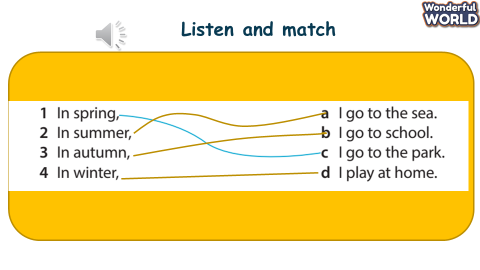 Wonderful
WORLD
Listen and match
1 In spring, a I go to the sea.
2 In summer, b I go to school.
3 In autumn, c I go to the park.
4 In winter, d I play at home.